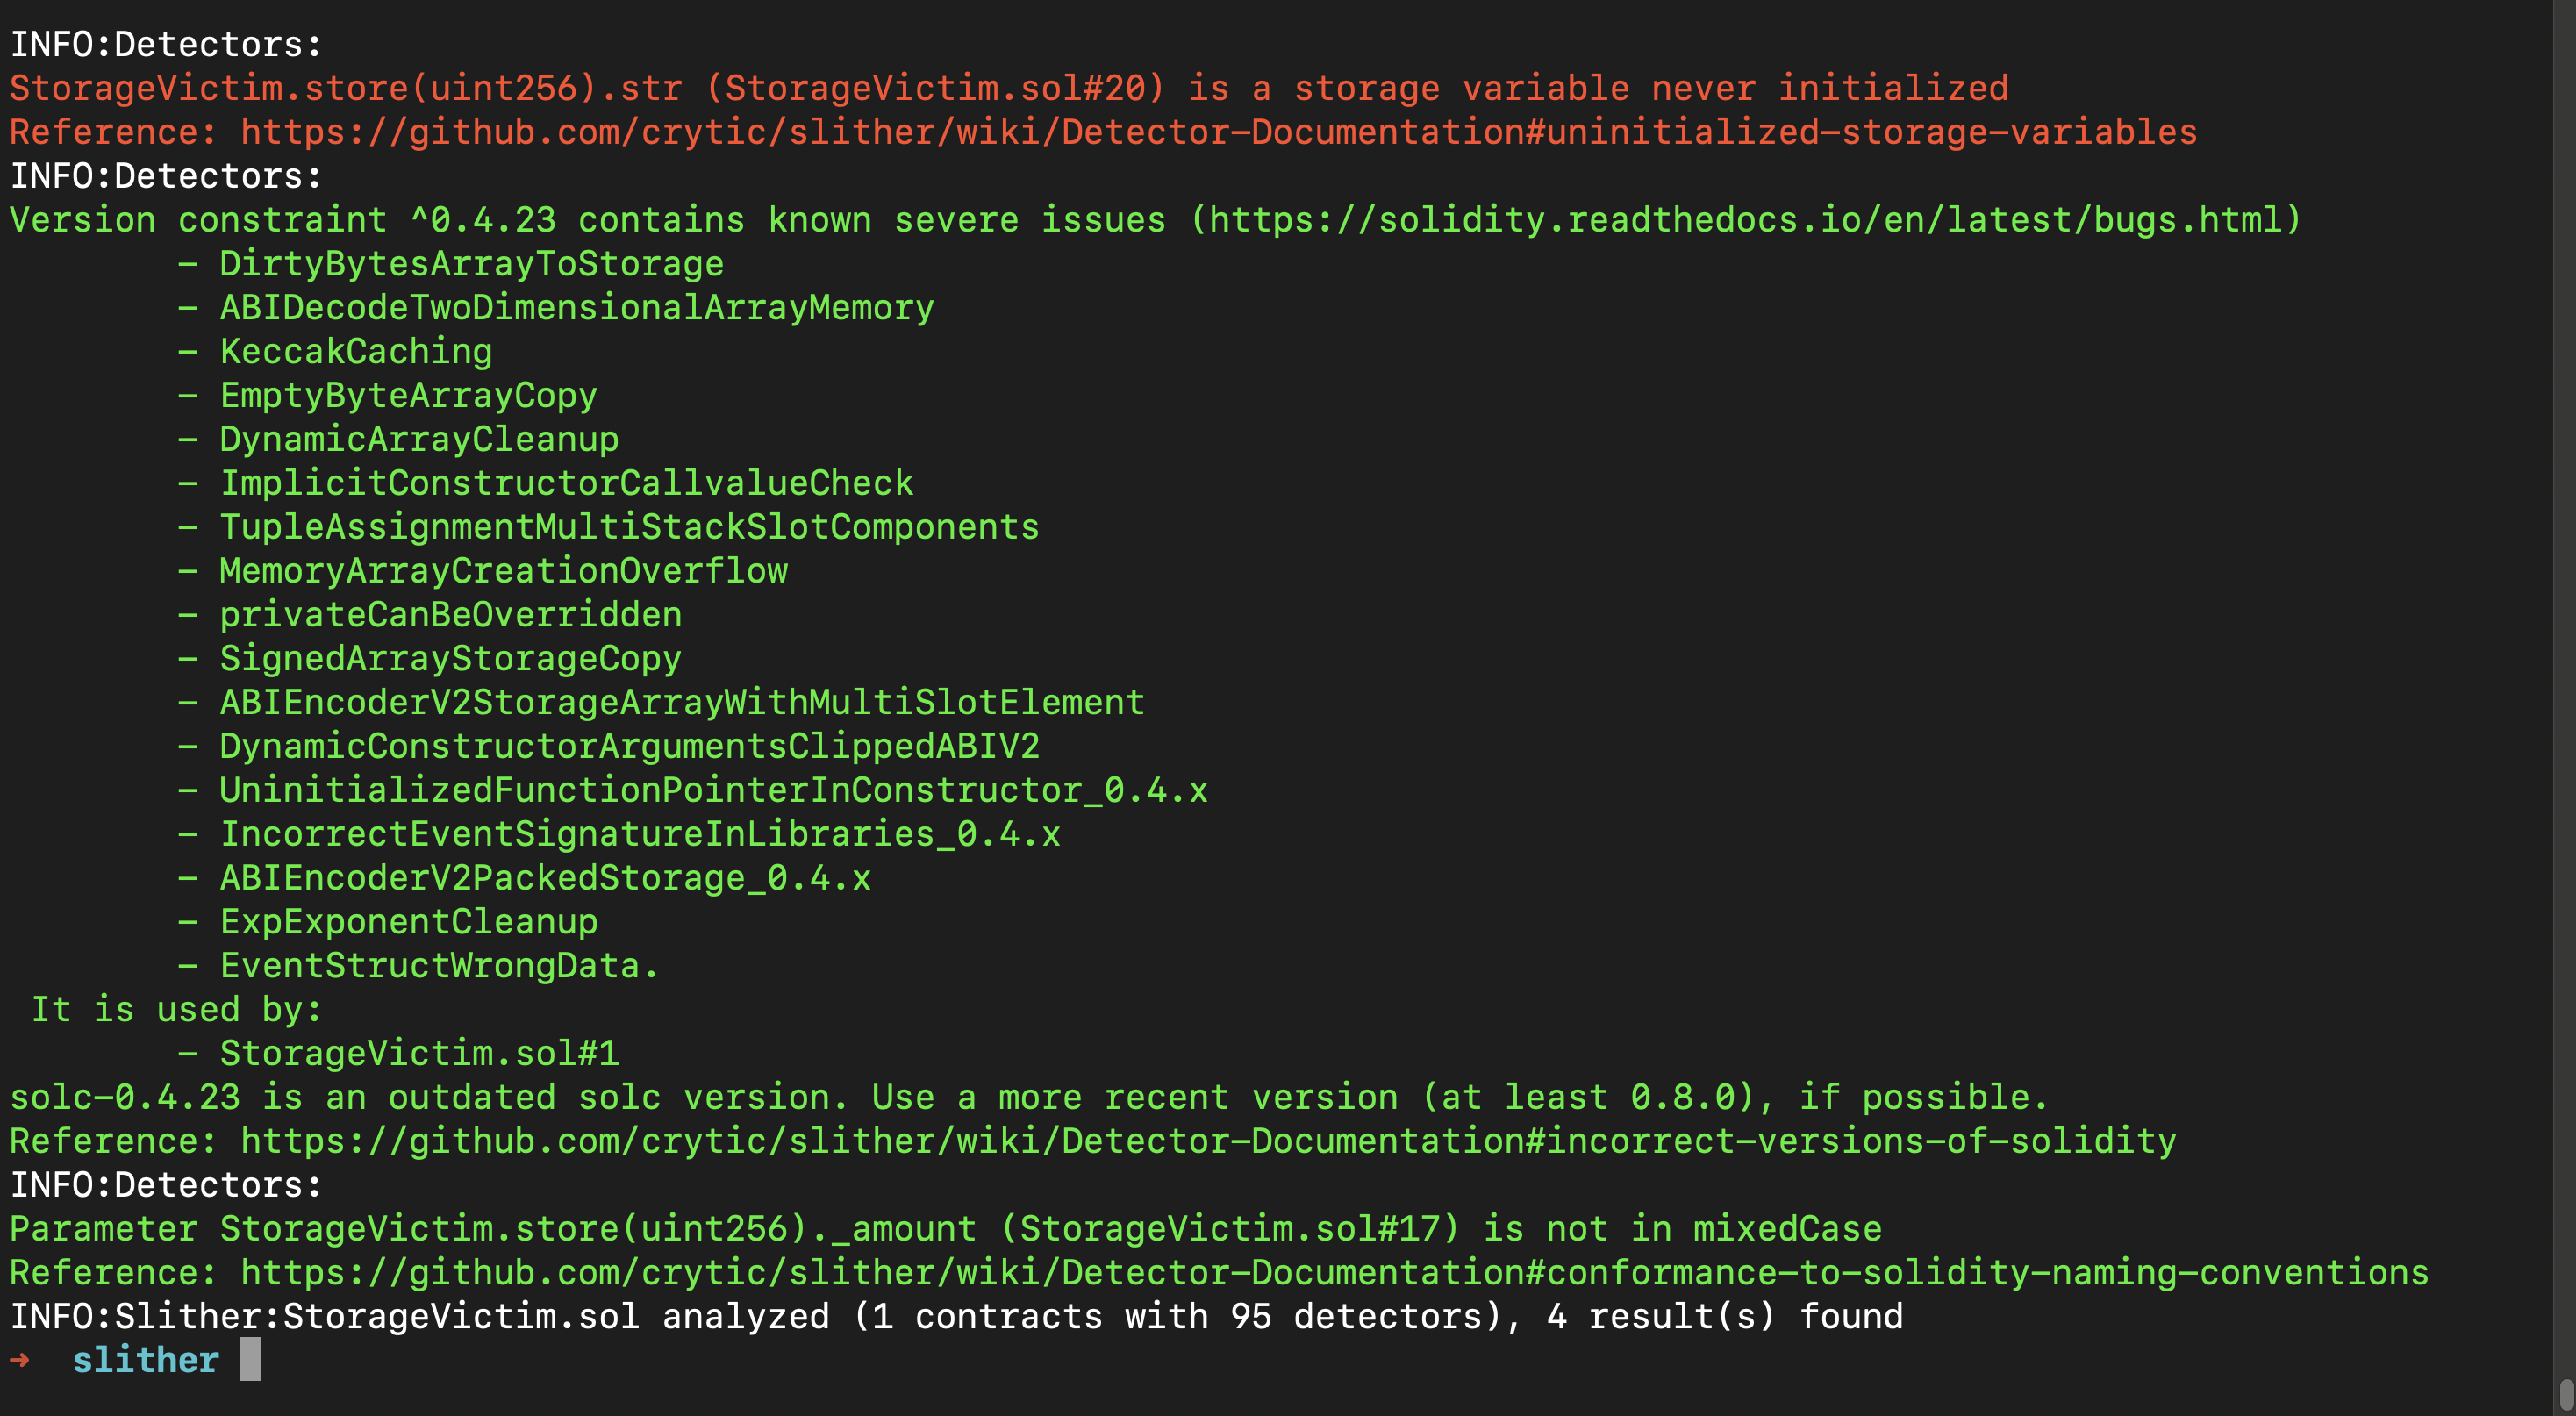 INFO:Detectors:
StorageVictim.store(uint256).str (StorageVictim.sol#20) is a storage variable never initialized
Reference: https://github.com/crytic/slither/wiki/Detector-Documentation#uninitialized-storage-variables
INFO:Detectors:
Version constraint ^0.4.23 contains known severe issues (https://solidity.readthedocs.io/en/latest/bugs.html)
        - DirtyBytesArrayToStorage
        - ABIDecodeTwoDimensionalArrayMemory
        - KeccakCaching
        - EmptyByteArrayCopy
        - DynamicArrayCleanup
        - ImplicitConstructorCallvalueCheck
        - TupleAssignmentMultiStackSlotComponents
        - MemoryArrayCreationOverflow
        - privateCanBeOverridden
        - SignedArrayStorageCopy
        - ABIEncoderV2StorageArrayWithMultiSlotElement
        - DynamicConstructorArgumentsClippedABIV2
        - UninitializedFunctionPointerInConstructor_0.4.x
        - IncorrectEventSignatureInLibraries_0.4.x
        - ABIEncoderV2PackedStorage_0.4.x
        - ExpExponentCleanup
        - EventStructWrongData.
 It is used by:
        - StorageVictim.sol#1
solc-0.4.23 is an outdated solc version. Use a more recent version (at least 0.8.0), if possible.
Reference: https://github.com/crytic/slither/wiki/Detector-Documentation#incorrect-versions-of-solidity
INFO:Detectors:
Parameter StorageVictim.store(uint256)._amount (StorageVictim.sol#17) is not in mixedCase
Reference: https://github.com/crytic/slither/wiki/Detector-Documentation#conformance-to-solidity-naming-conventions
INFO:Slither:StorageVictim.sol analyzed (1 contracts with 95 detectors), 4 result(s) found
➜  slither